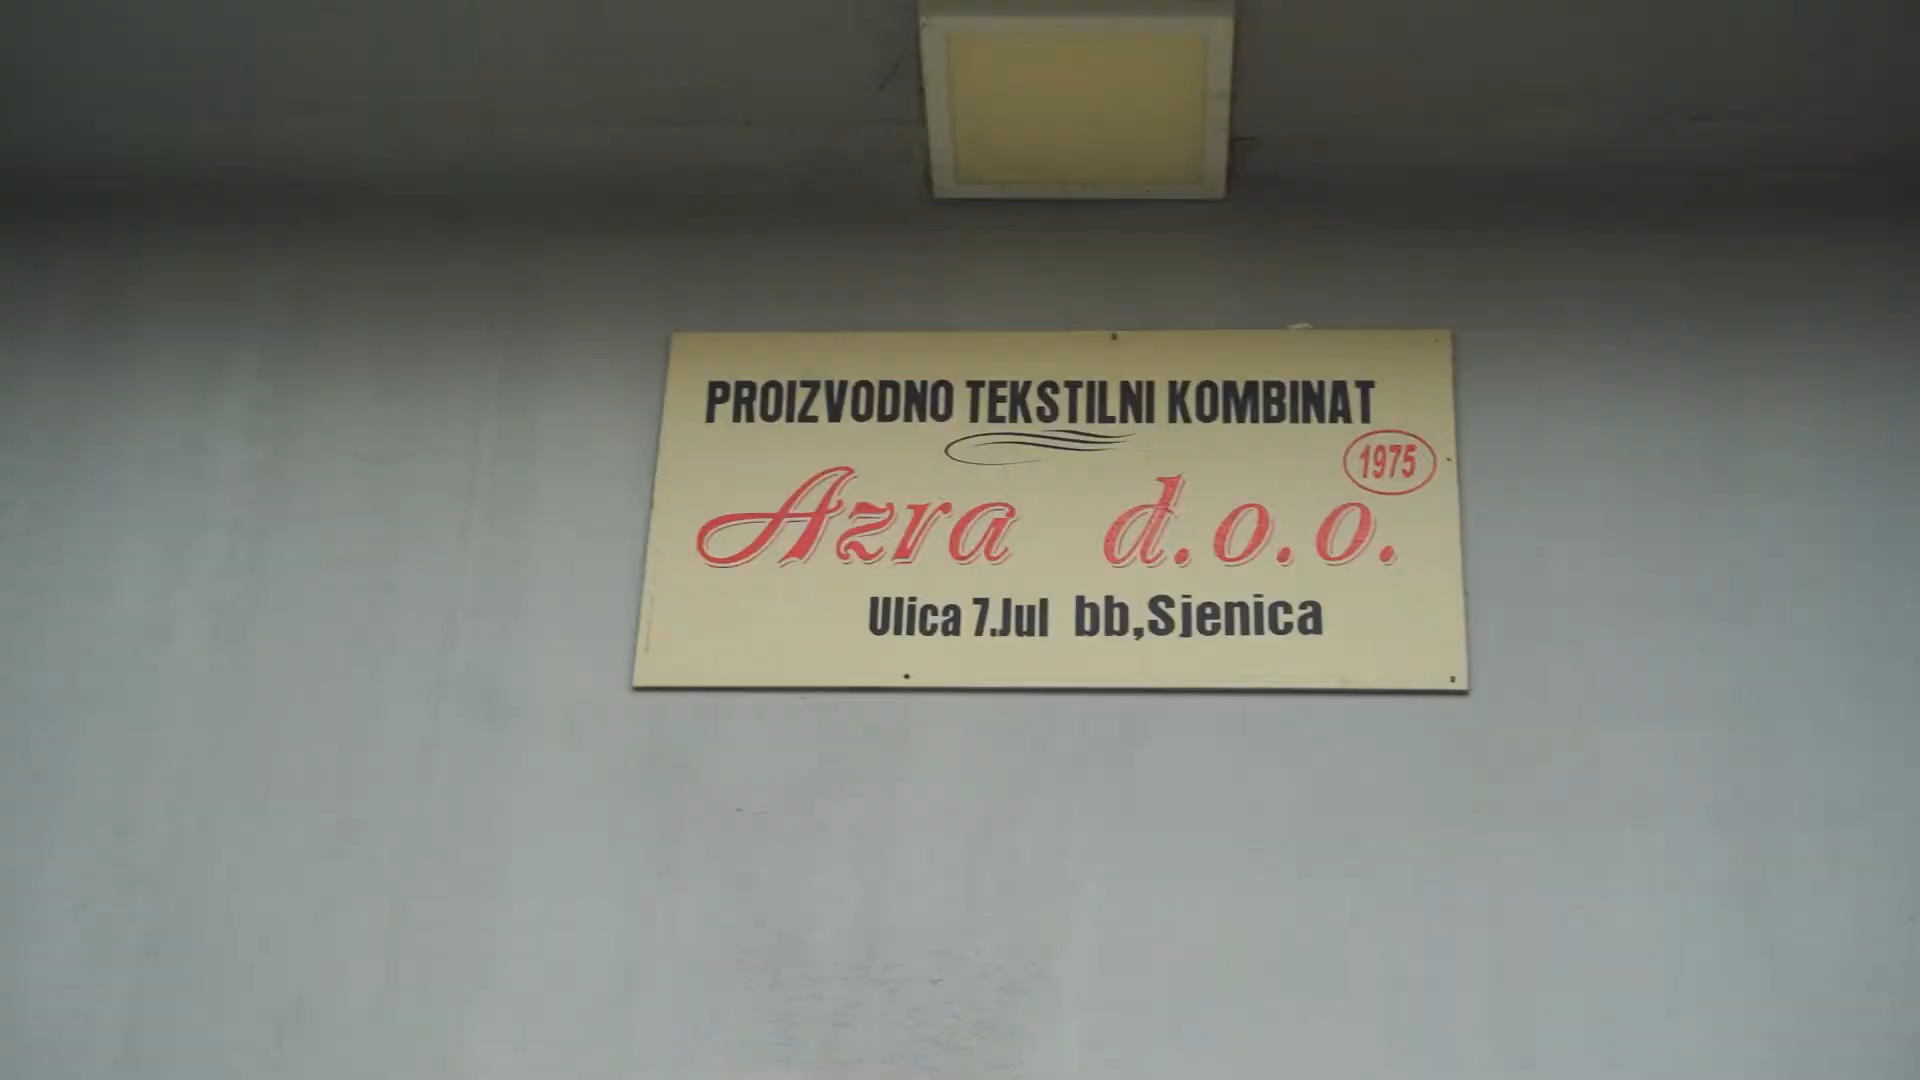 PROIZVODNO TEKSTILNI KOMBINAT
1975
Azra d.o.o.
Ulica 7.Jul bb,Sjenica